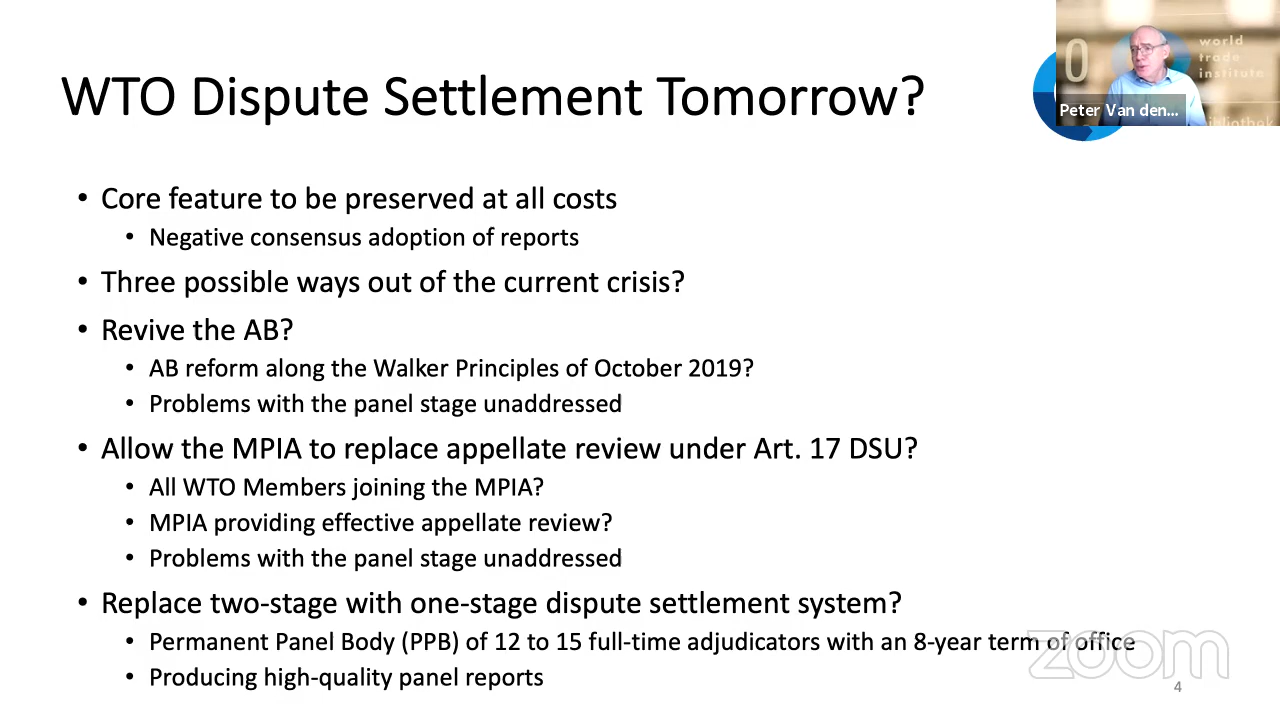 WTO Dispute Settlement Tomorrow?
world
trade
institute
Peter Van den...
bibliothek
• Core feature to be preserved at all costs
• Negative consensus adoption of reports
• Three possible ways out of the current crisis?
• Revive the AB?
• AB reform along the Walker Principles of October 2019?
• Problems with the panel stage unaddressed
• Allow the MPIA to replace appellate review under Art. 17 DSU?
• All WTO Members joining the MPIA?
• MPIA providing effective appellate review?
• Problems with the panel stage unaddressed
• Replace two-stage with one-stage dispute settlement system?
• Permanent Panel Body (PPB) of 12 to 15 full-time adjudicators with an 8-year term of office
• Producing high-quality panel reports
zoom
4